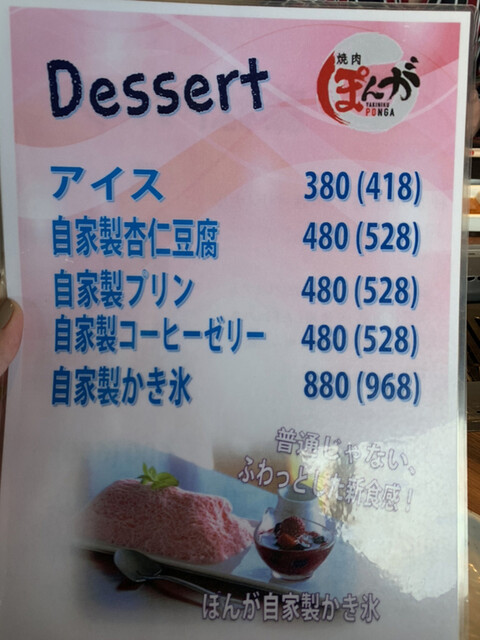 Dessert
焼肉
ぽんが
YAKINIKU
PONGA
アイス 380 (418)
自家製杏仁豆腐 480 (528)
自家製プリン 480 (528)
自家製コーヒーゼリー 480 (528)
自家製かき氷 880 (968)
普通じゃない、
ふわっとした新食感！
ぽんが自家製かき氷